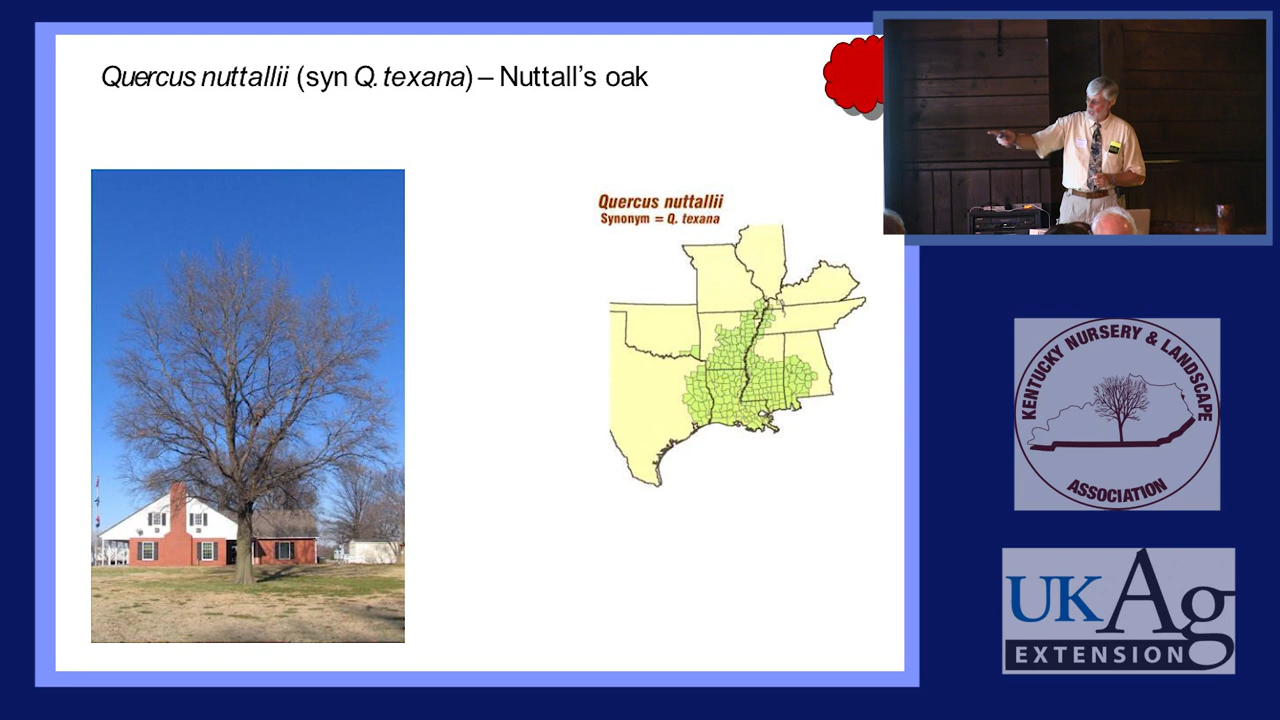 Quercus nuttallii (syn Q. texana) – Nuttall's oak
Quercus nuttallii
Synonym = Q. texana
KENTUCKY NURSERY & LANDSCAPE
ASSOCIATION
UKAg
EXTENSION